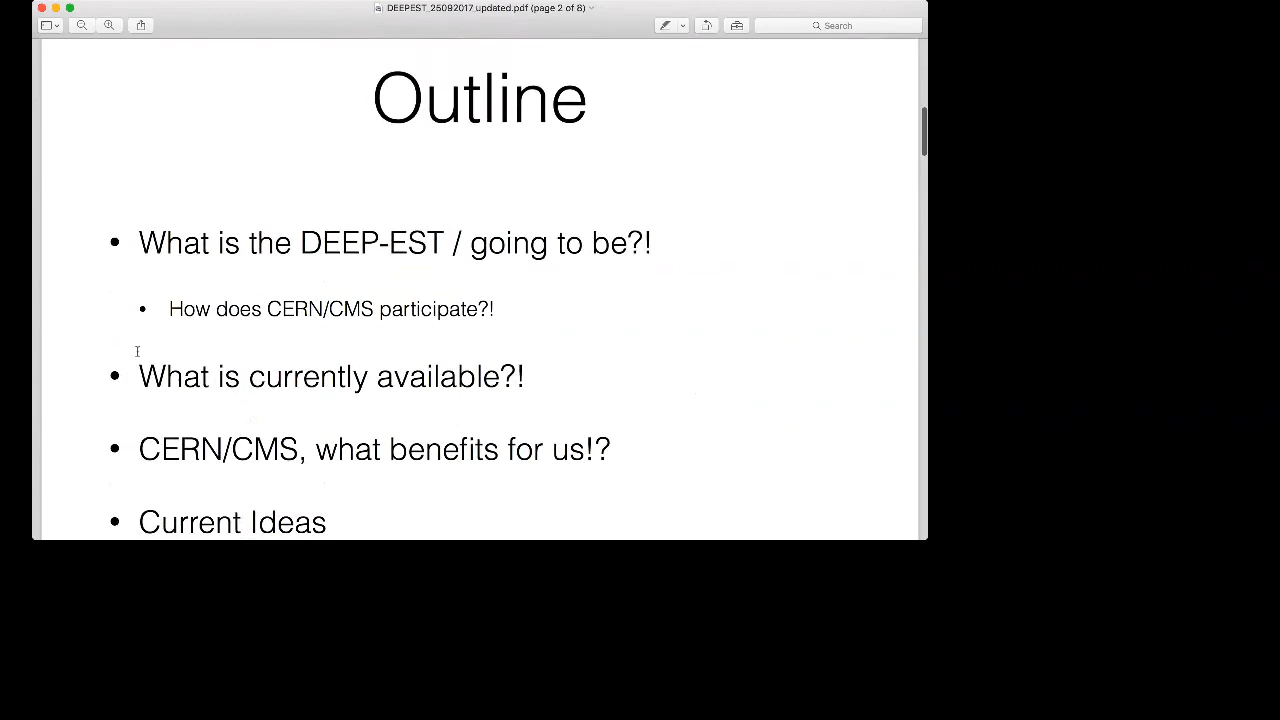 DEEPEST_25092017.updated.pdf (page 2 of 8)
Search
Outline
• What is the DEEP-EST / going to be?!
• How does CERN/CMS participate?!
• What is currently available?!
• CERN/CMS, what benefits for us!?
• Current Ideas